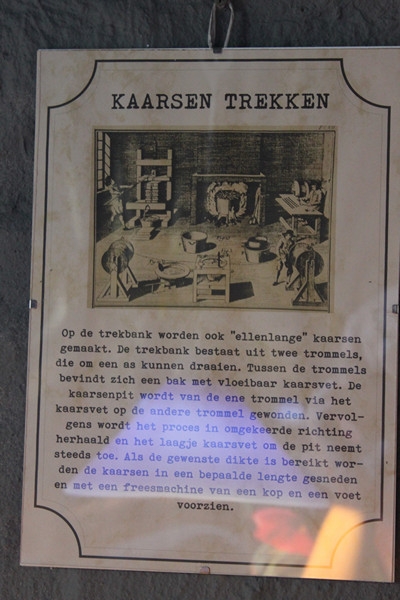 KAARSEN TREKKEN
Op de trekbank worden ook "ellenlange" kaarsen
gemaakt. De trekbank bestaat uit twee trommels,
die om een as kunnen draaien. Tussen de trommels
bevindt zich een bak met vloeibaar kaarsvet. De
kaarsenpit wordt van de ene trommel via het
kaarsvet op de andere trommel gewonden. Vervol-
gens wordt het proces in omgekeerde richting
herhaald en het laagje kaarsvet om de pit neemt
steeds toe. Als de gewenste dikte is bereikt wor-
den de kaarsen in een bepaalde lengte gesneden
en met een freesmachine van een kop en een voet
voorzien.